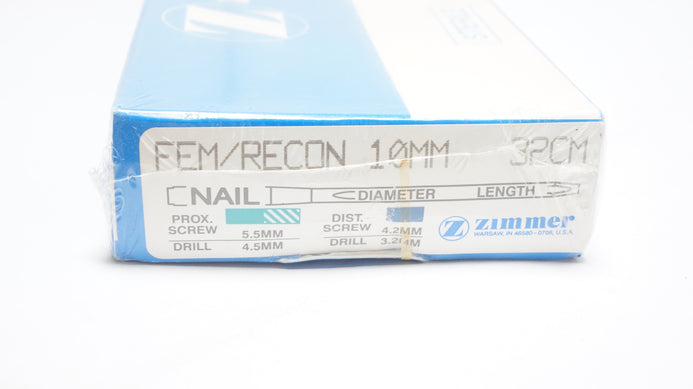 FEM/RECON 10MM 32CM
NAIL DIAMETER LENGTH
PROX. SCREW 5.5MM
DRILL 4.5MM
DIST. SCREW 4.2MM
DRILL 3.2MM
Z zimmer
WARSAW, IN 46580-0708, U.S.A.